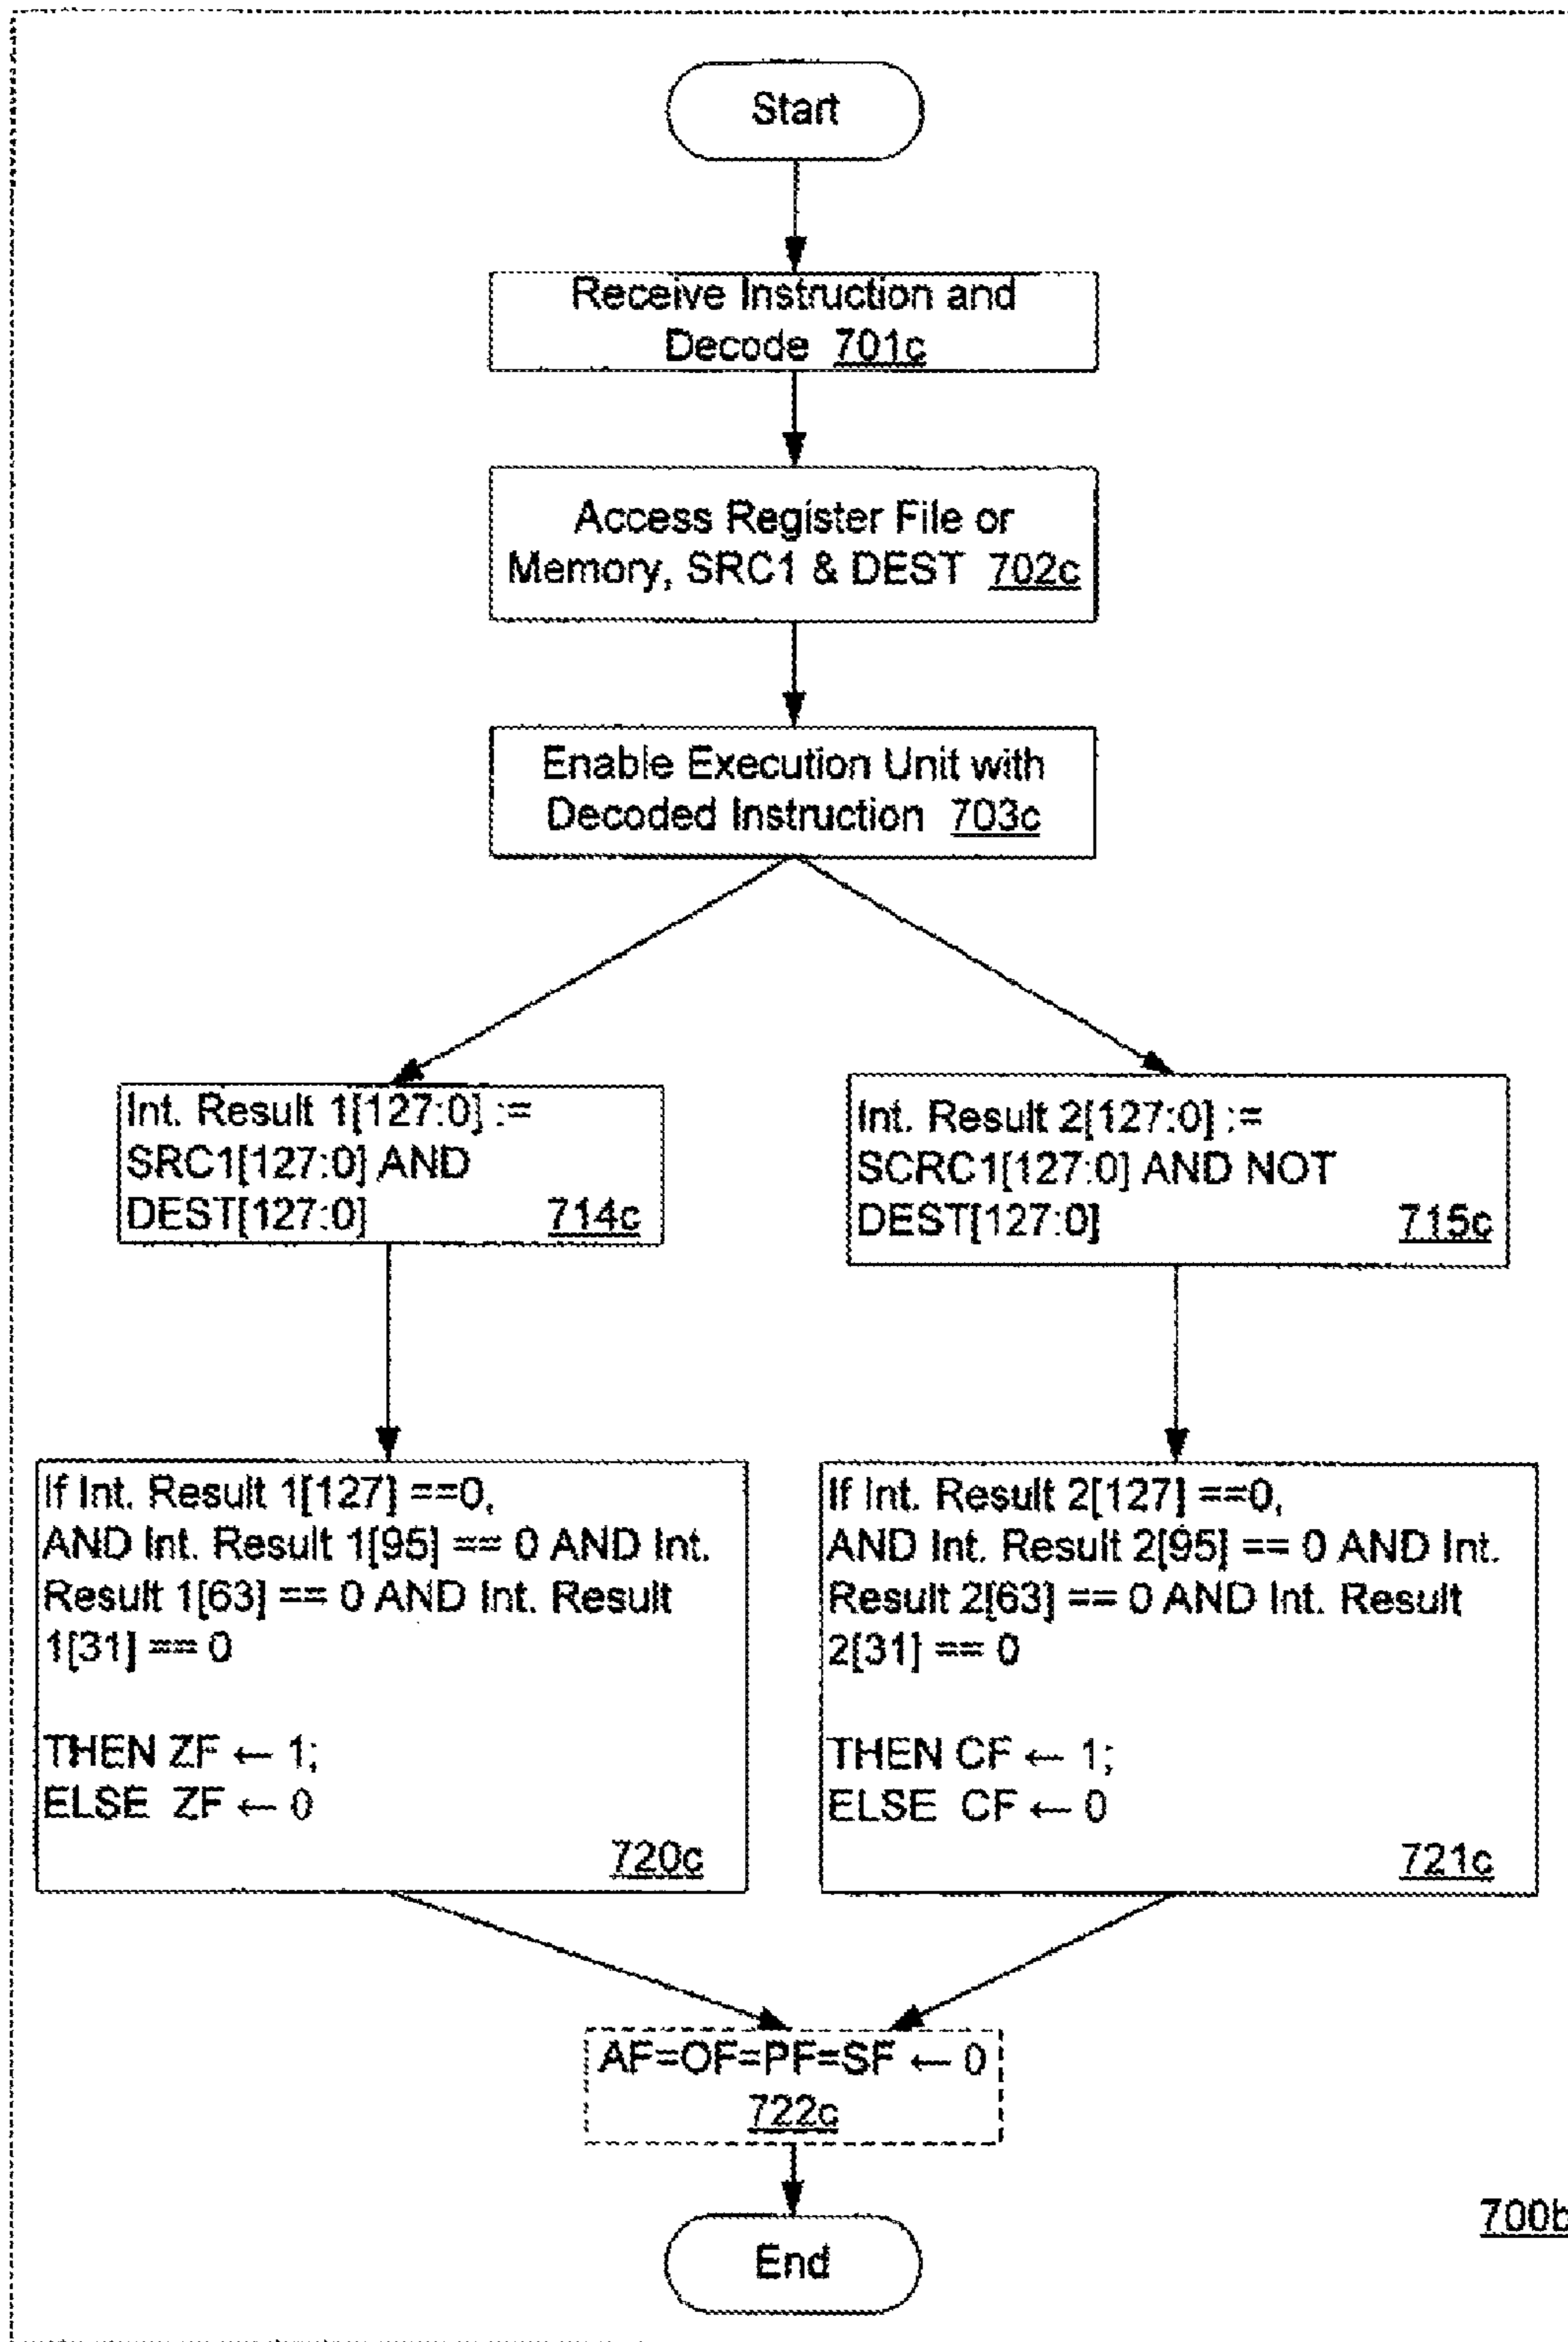 Start
Receive Instruction and
Decode 701c
Access Register File or
Memory, SRC1 & DEST 702c
Enable Execution Unit with
Decoded Instruction 703c
Int. Result 1[127:0] :=
SRC1[127:0] AND
DEST[127:0] 714c
Int. Result 2[127:0] :=
SCRC1[127:0] AND NOT
DEST[127:0] 715c
If Int. Result 1[127] ==0,
AND Int. Result 1[95] == 0 AND Int.
Result 1[63] == 0 AND Int. Result
1[31] == 0
THEN ZF ← 1;
ELSE ZF ← 0
720c
If Int. Result 2[127] ==0,
AND Int. Result 2[95] == 0 AND Int.
Result 2[63] == 0 AND Int. Result
2[31] == 0
THEN CF ← 1;
ELSE CF ← 0
721c
AF=OF=PF=SF ← 0
722c
End
700b